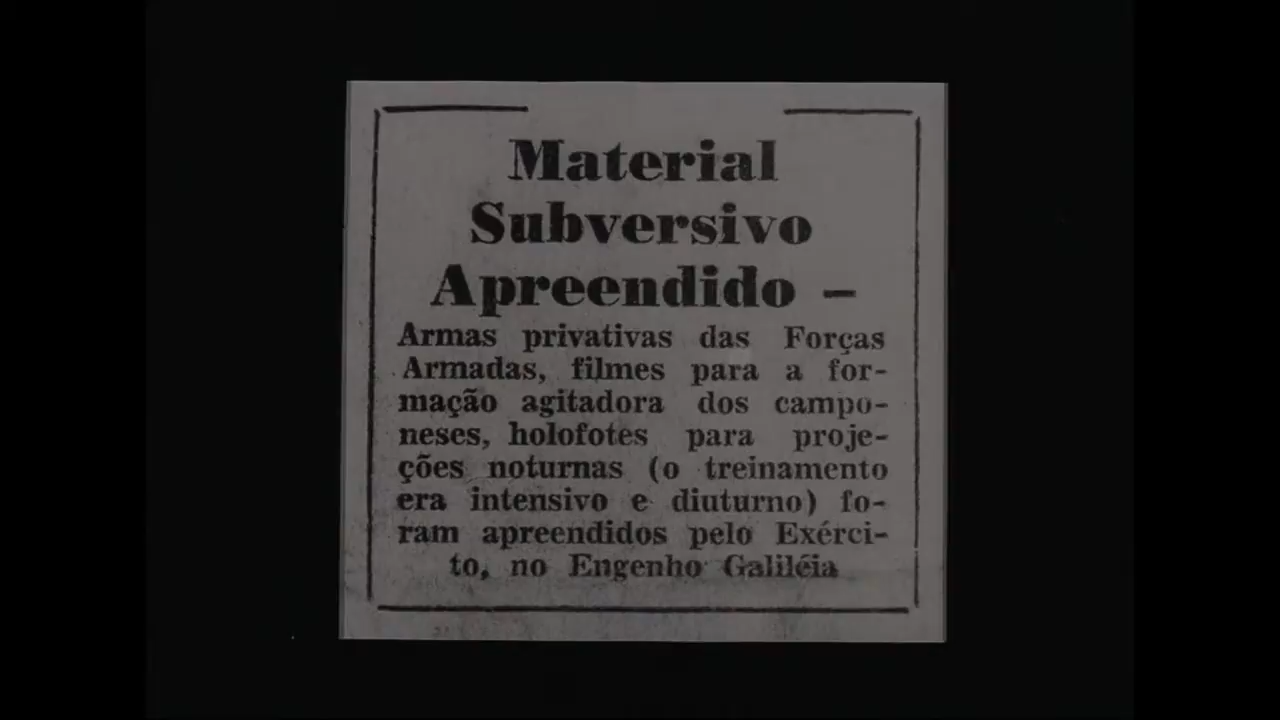 Material
Subversivo
Apreendido –
Armas privativas das Forças
Armadas, filmes para a for-
mação agitadora dos campo-
neses, holofotes para proje-
ções noturnas (o treinamento
era intensivo e diuturno) fo-
ram apreendidos pelo Exérci-
to, no Engenho Galiléia